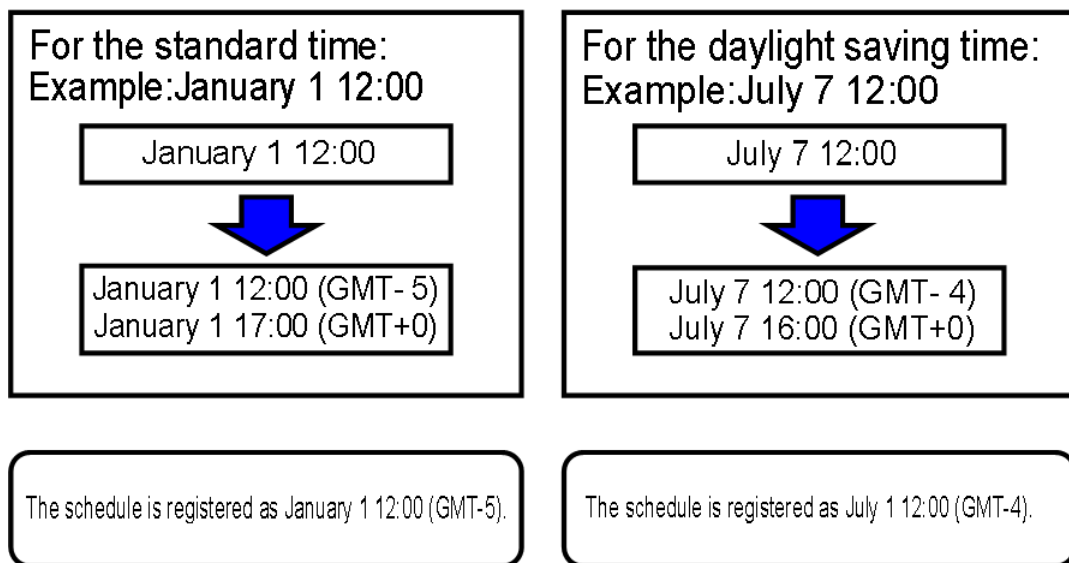 For the standard time:
Example:January 1 12:00
January 1 12:00
January 1 12:00 (GMT- 5)
January 1 17:00 (GMT+0)
The schedule is registered as January 1 12:00 (GMT-5).
For the daylight saving time:
Example:July 7 12:00
July 7 12:00
July 7 12:00 (GMT- 4)
July 7 16:00 (GMT+0)
The schedule is registered as July 1 12:00 (GMT-4).